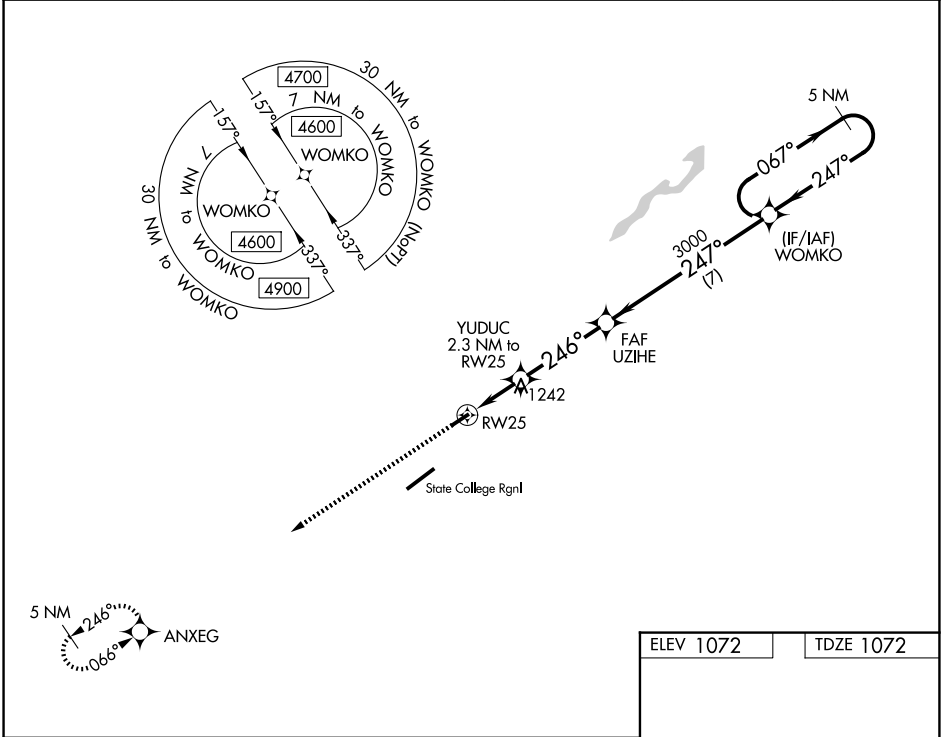 4700
30 NM to WOMKO (NoPT)
157°
7 NM to WOMKO
4600
WOMKO
337°
157°
30 NM to WOMKO
7 NM to WOMKO
WOMKO
4600
337°
4900
5 NM
067°
247°
(IF/IAF)
WOMKO
3000
247°
(7)
FAF
UZIHE
246°
YUDUC
2.3 NM to
RW25
1242
RW25
State College Rgnl
5 NM
246°
066°
ANXEG
ELEV 1072
TDZE 1072